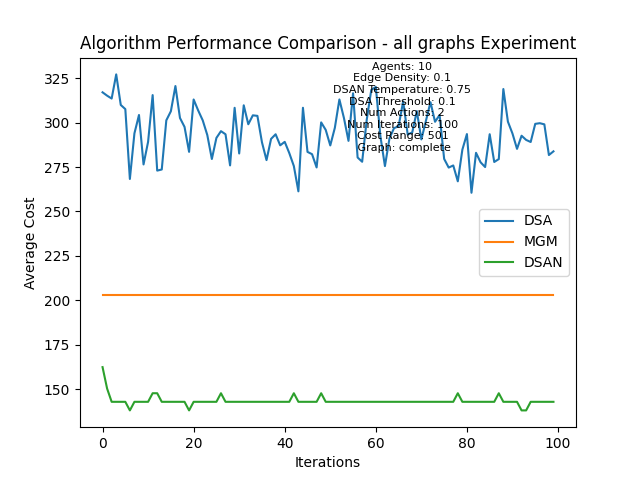 Algorithm Performance Comparison - all graphs Experiment
Agents: 10
Edge Density: 0.1
DSAN Temperature: 0.75
DSA Threshold: 0.1
Num Actions: 2
Num Iterations: 100
Cost Range: 501
Graph: complete
325
300
275
250
225
200
175
150
Average Cost
DSA
MGM
DSAN
0 20 40 60 80 100
Iterations